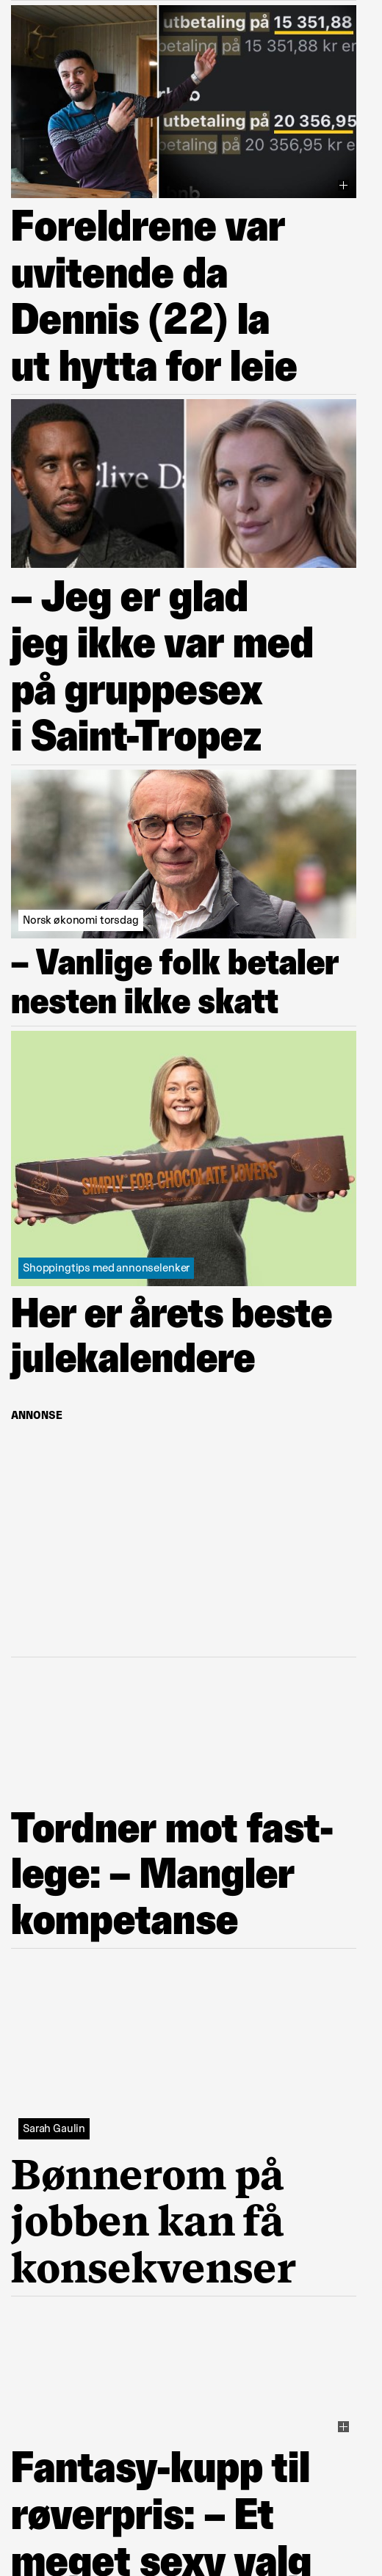 utbetaling på 15 351,88
betaling på 15 351,88 kr er
utbetaling på 20 356,95
betaling på 20 356,95 kr e
Foreldrene var
uvitende da
Dennis (22) la
ut hytta for leie
Clive Da
– Jeg er glad
jeg ikke var med
på gruppesex
i Saint-Tropez
Norsk økonomi torsdag
– Vanlige folk betaler
nesten ikke skatt
SIMPLY FOR CHOCOLATE LOVERS
Shoppingtips med annonselenker
Her er årets beste
julekalendere
ANNONSE
Tordner mot fast-
lege: – Mangler
kompetanse
Sarah Gaulin
Bønnerom på
jobben kan få
konsekvenser
Fantasy-kupp til
røverpris: – Et
meget sexy valg